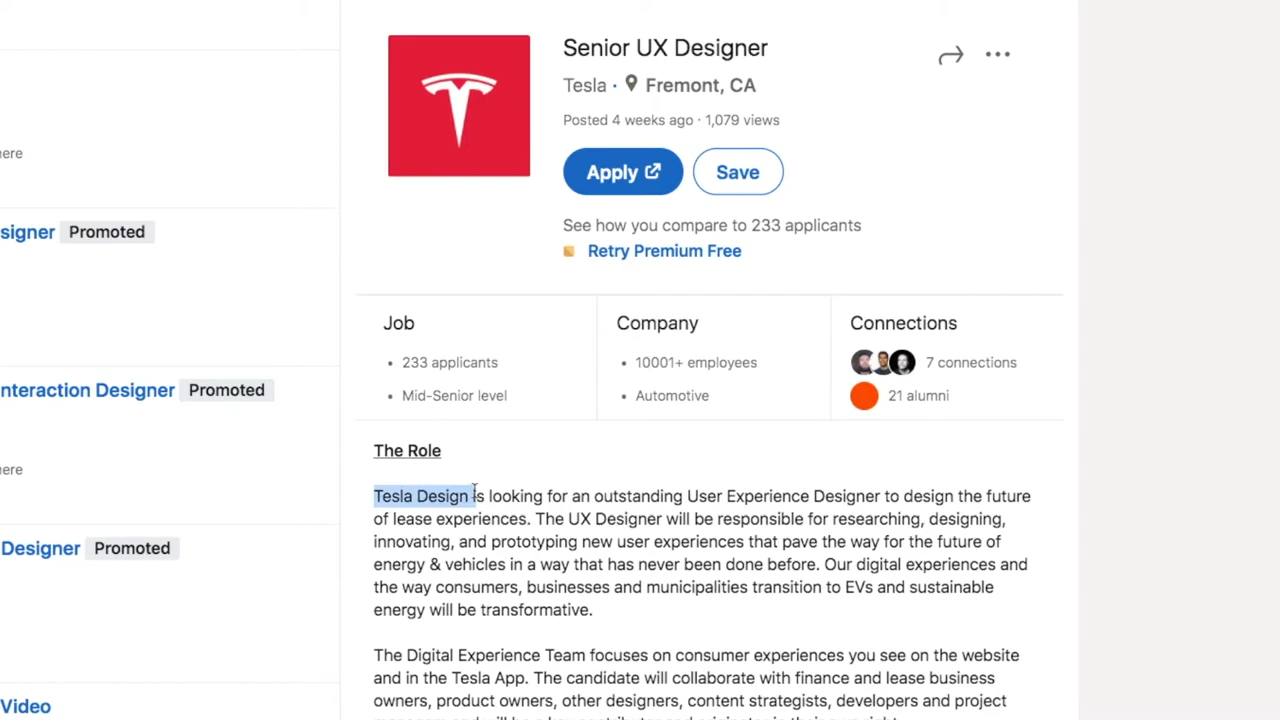 Senior UX Designer
Tesla · Fremont, CA
Posted 4 weeks ago · 1,079 views
Apply
Save
See how you compare to 233 applicants
Retry Premium Free
Job
• 233 applicants
• Mid-Senior level
Company
• 10001+ employees
• Automotive
Connections
7 connections
21 alumni
The Role
Tesla Design is looking for an outstanding User Experience Designer to design the future
of lease experiences. The UX Designer will be responsible for researching, designing,
innovating, and prototyping new user experiences that pave the way for the future of
energy & vehicles in a way that has never been done before. Our digital experiences and
the way consumers, businesses and municipalities transition to EVs and sustainable
energy will be transformative.
The Digital Experience Team focuses on consumer experiences you see on the website
and in the Tesla App. The candidate will collaborate with finance and lease business
owners, product owners, other designers, content strategists, developers and project
ere
signer Promoted
nteraction Designer Promoted
ere
Designer Promoted
Video